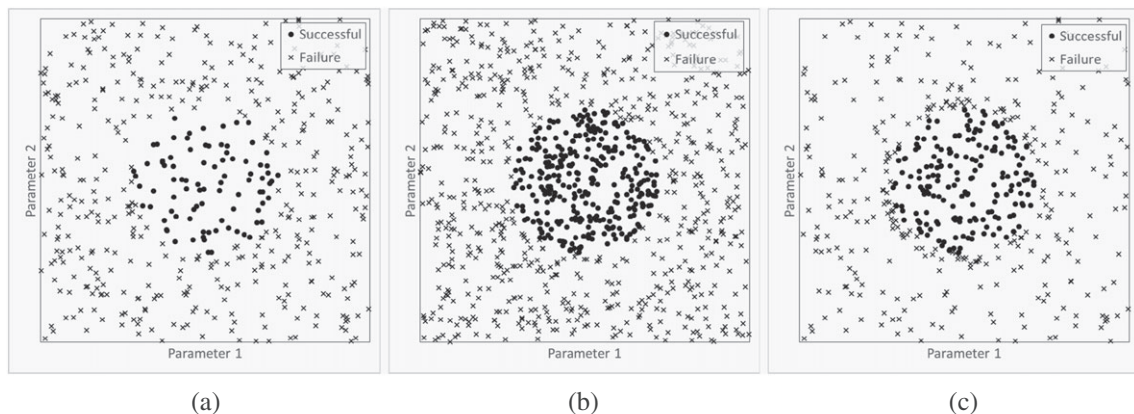 Successful
Failure
Parameter 2
Parameter 1
(a)
Successful
Failure
Parameter 2
Parameter 1
(b)
Successful
Failure
Parameter 2
Parameter 1
(c)